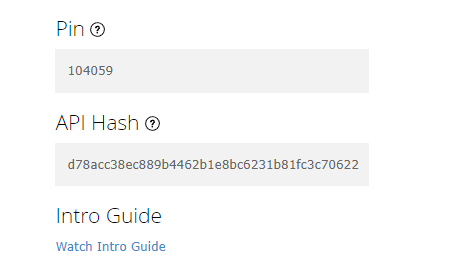 Pin ?
104059
API Hash ?
d78acc38ec889b4462b1e8bc6231b81fc3c70622
Intro Guide
Watch Intro Guide